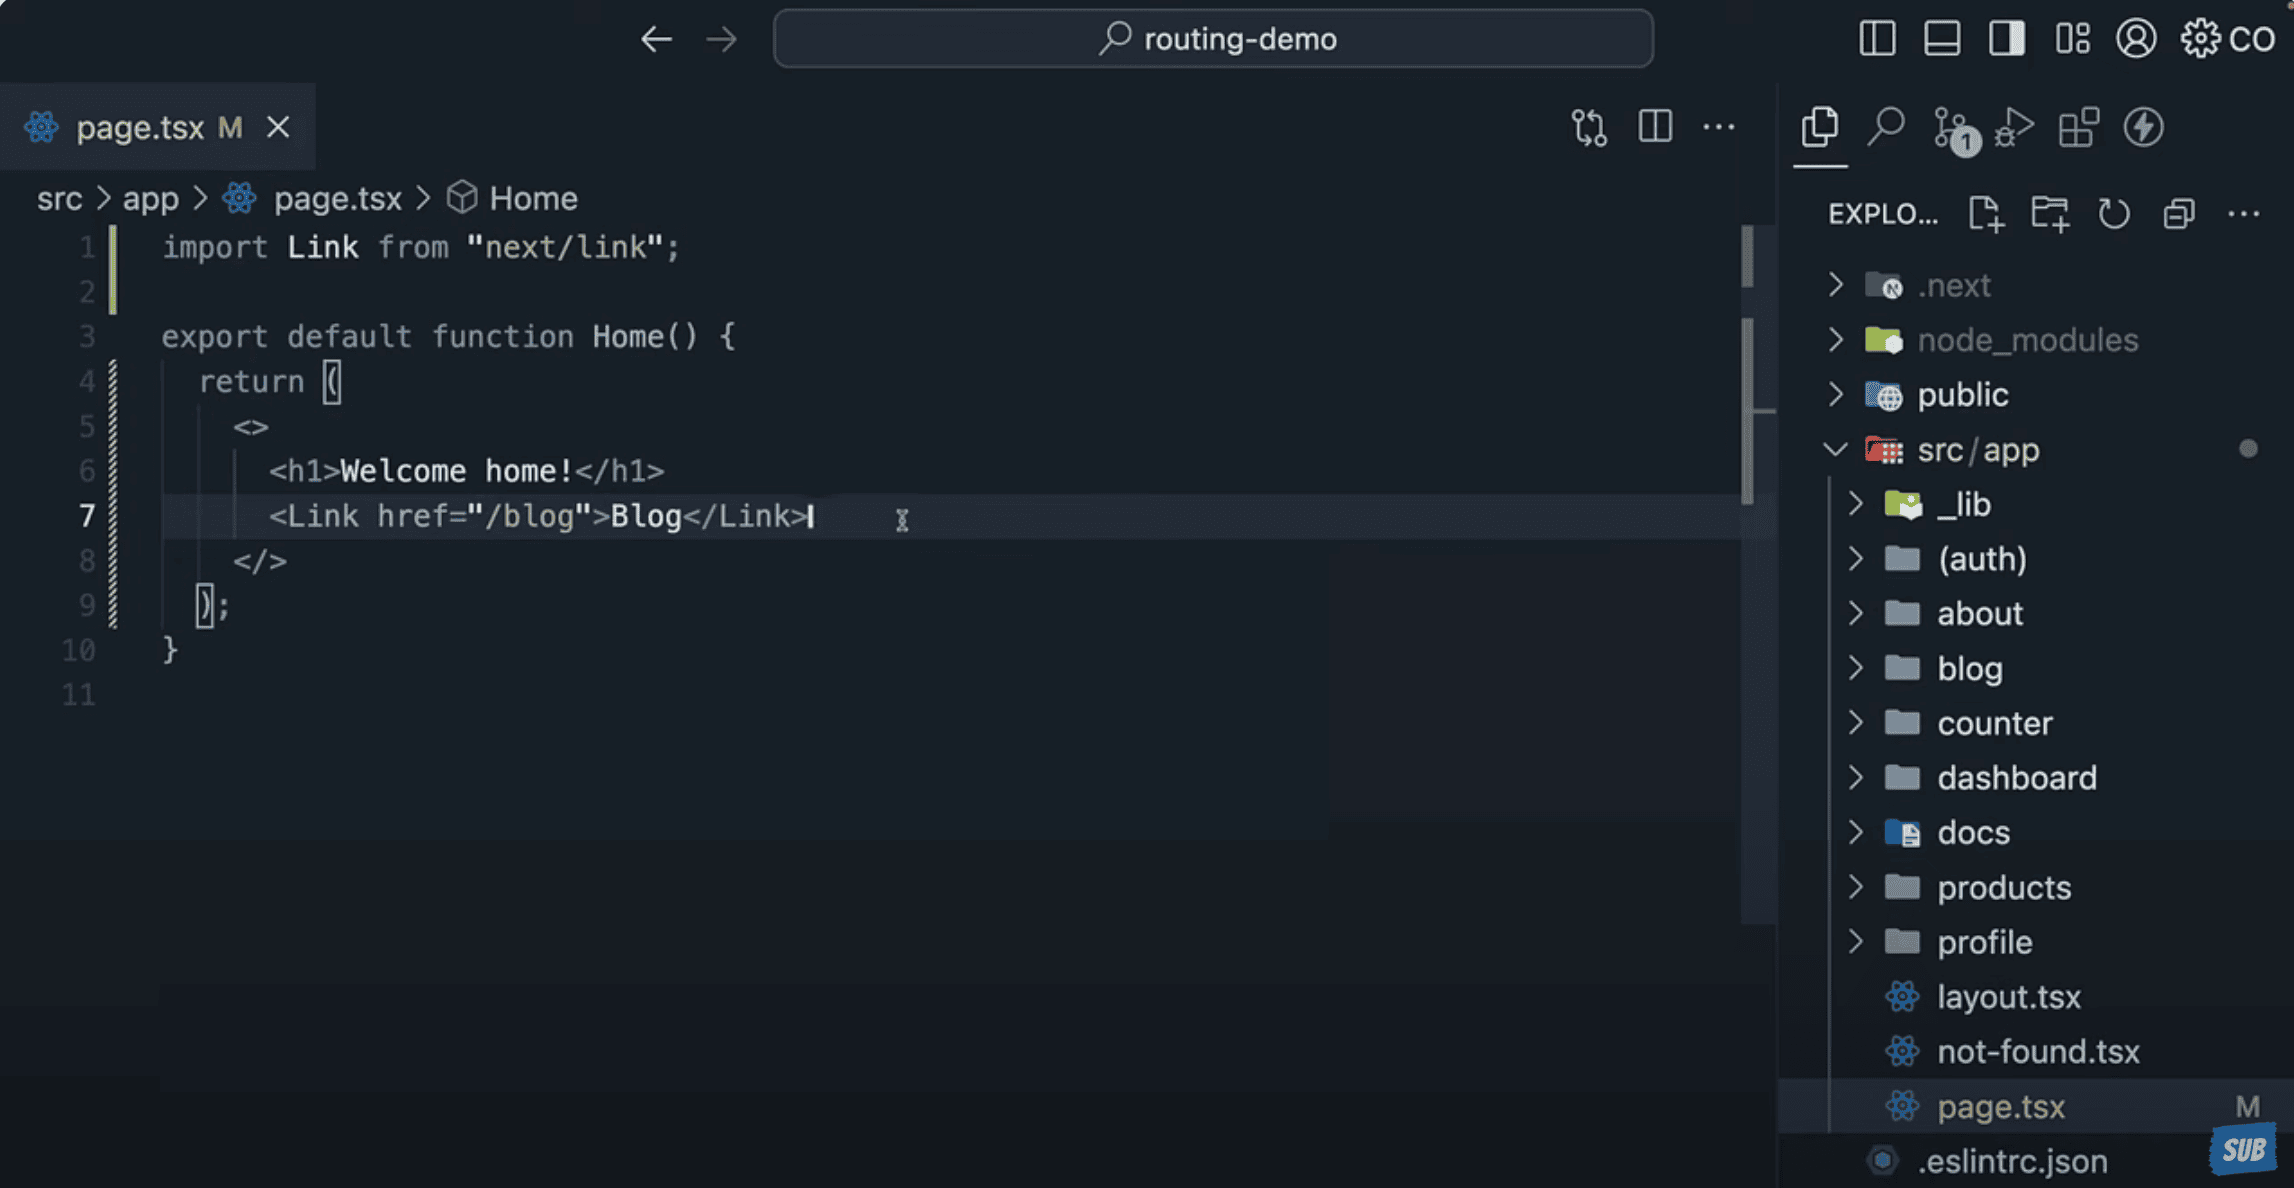 routing-demo
CO
page.tsx M
1
src > app > page.tsx > Home
EXPLO...
1 import Link from "next/link";
2
3 export default function Home() {
4 return (
5 <>
6 <h1>Welcome home!</h1>
7 <Link href="/blog">Blog</Link>
8 </>
9 );
10 }
11
.next
node_modules
public
src/app
_lib
(auth)
about
blog
counter
dashboard
docs
products
profile
layout.tsx
not-found.tsx
page.tsx M
.eslintrc.json
SUB